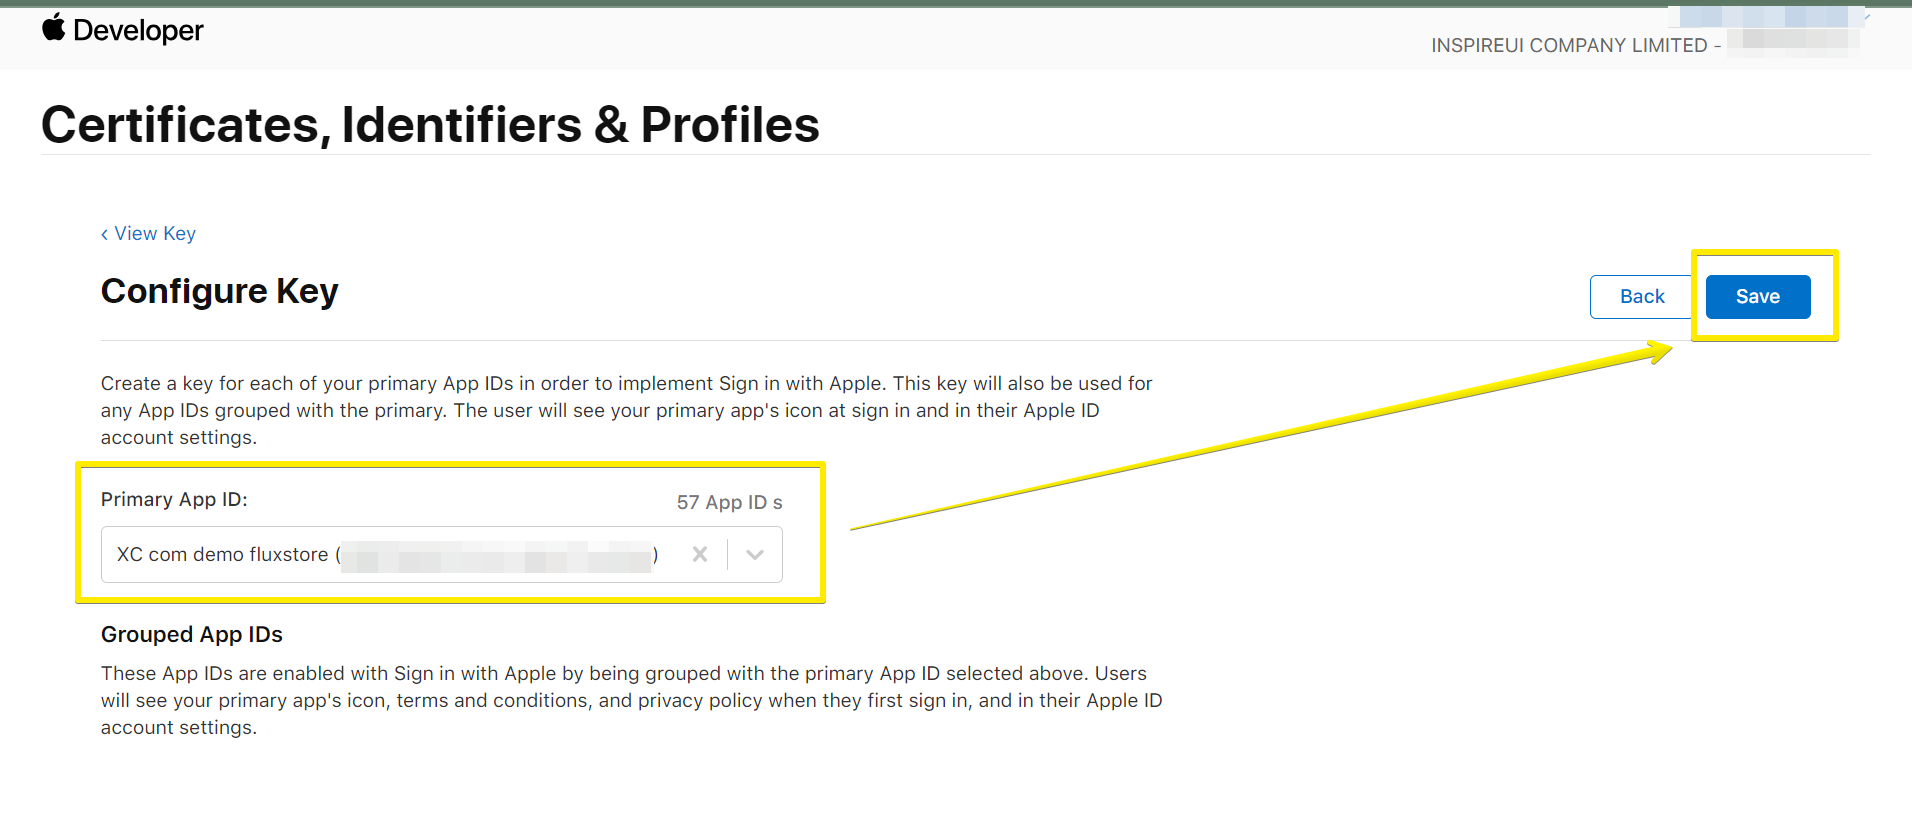 Developer
INSPIREUI COMPANY LIMITED -
Certificates, Identifiers & Profiles
‹ View Key
Configure Key
Back
Save
Create a key for each of your primary App IDs in order to implement Sign in with Apple. This key will also be used for
any App IDs grouped with the primary. The user will see your primary app's icon at sign in and in their Apple ID
account settings.
Primary App ID:
57 App ID s
XC com demo fluxstore ( )
Grouped App IDs
These App IDs are enabled with Sign in with Apple by being grouped with the primary App ID selected above. Users
will see your primary app's icon, terms and conditions, and privacy policy when they first sign in, and in their Apple ID
account settings.